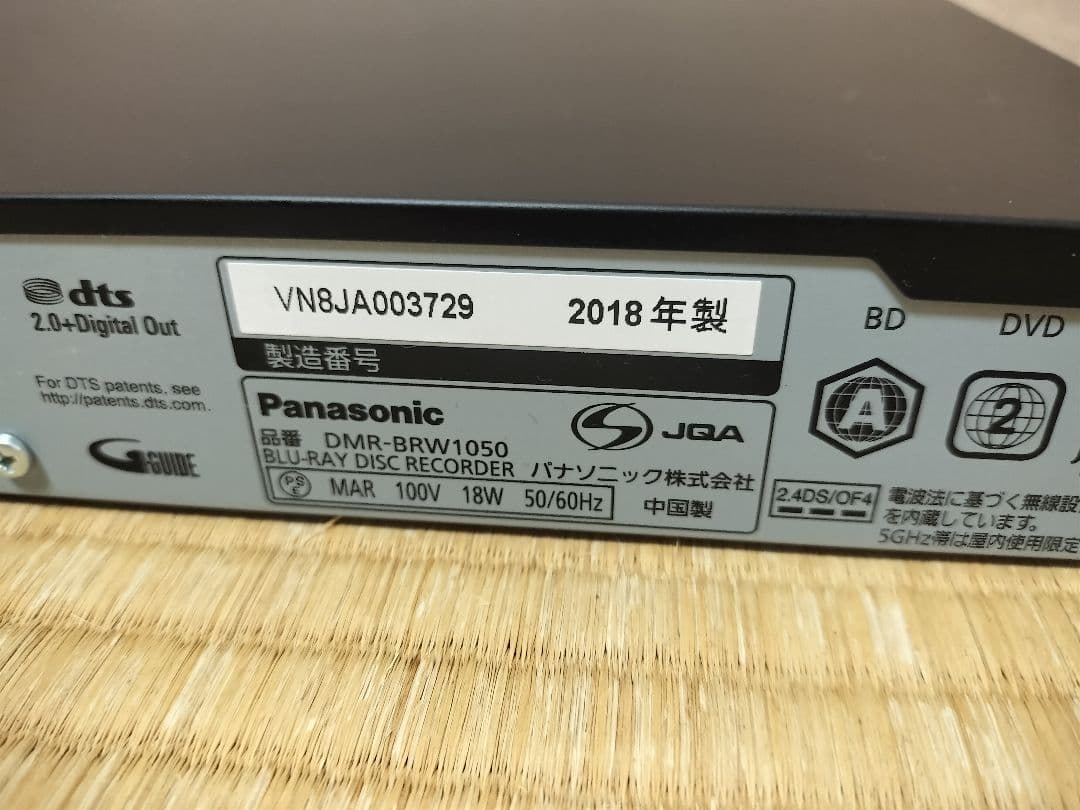 dts
2.0+Digital Out
For DTS patents, see
http://patents.dts.com.
G-GUIDE
VN8JA003729 2018年製
製造番号
Panasonic
JQA
品番 DMR-BRW1050
BLU-RAY DISC RECORDER パナソニック株式会社
PSE MAR 100V 18W 50/60Hz 中国製
BD DVD
A 2
2.4DS/OF4
電波法に基づく無線設
を内蔵しています。
5GHz帯は屋内使用限定